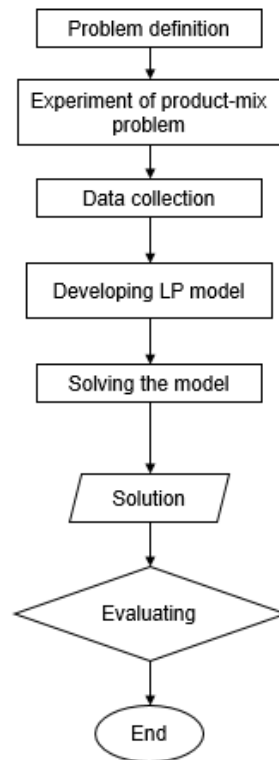 Problem definition
Experiment of product-mix
problem
Data collection
Developing LP model
Solving the model
Solution
Evaluating
End